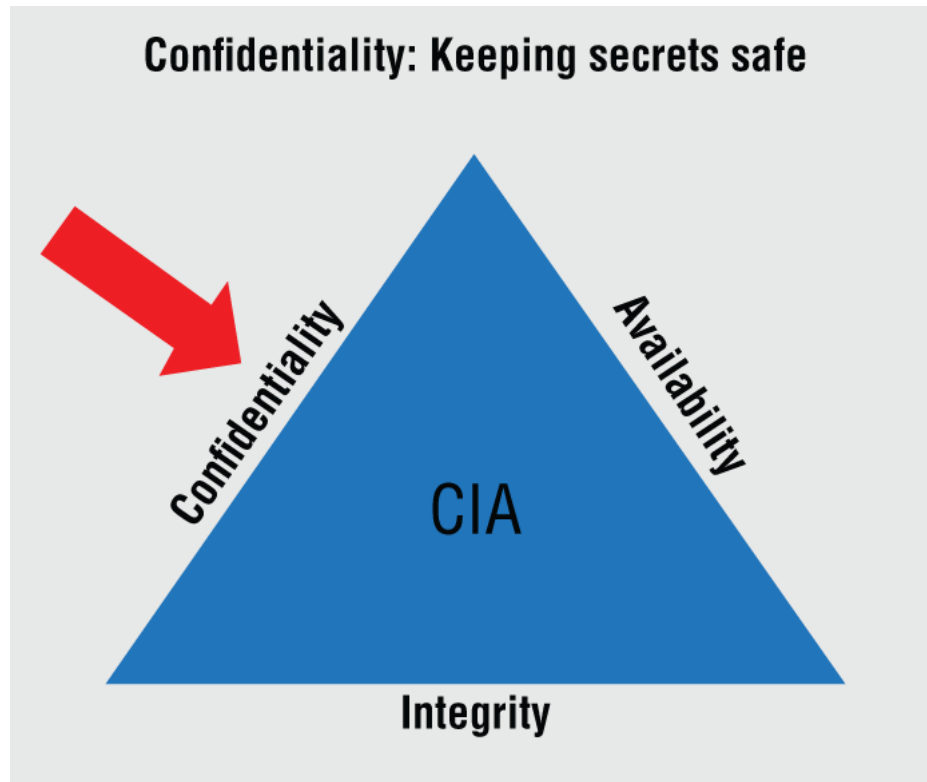 Confidentiality: Keeping secrets safe
Confidentiality
Availability
CIA
Integrity